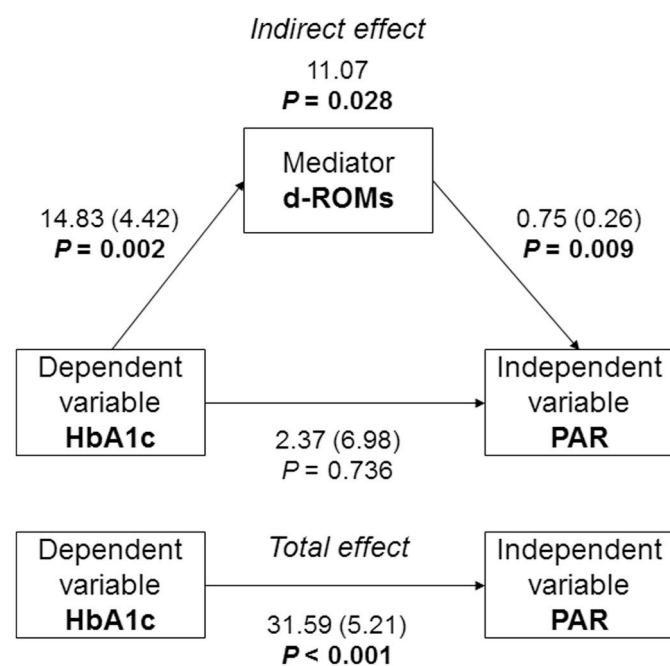 Indirect effect
11.07
P = 0.028
Mediator
d-ROMs
14.83 (4.42)
P = 0.002
0.75 (0.26)
P = 0.009
Dependent
variable
HbA1c
Independent
variable
PAR
2.37 (6.98)
P = 0.736
Dependent
variable
HbA1c
Total effect
Independent
variable
PAR
31.59 (5.21)
P < 0.001